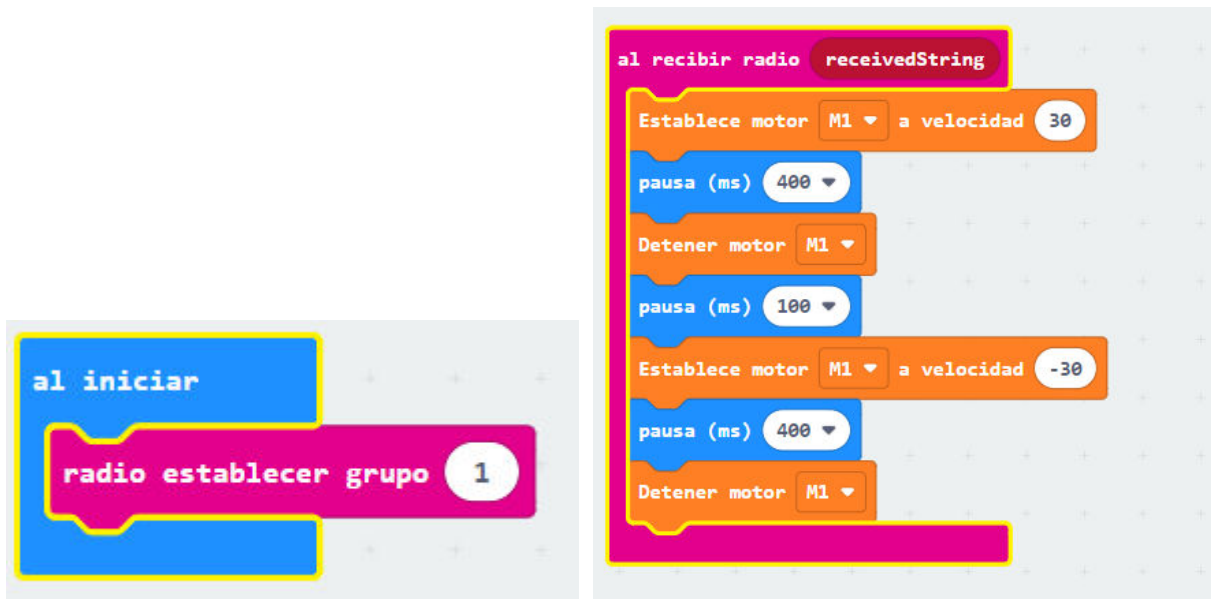 al iniciar
radio establecer grupo 1
al recibir radio receivedString
Establece motor M1 a velocidad 30
pausa (ms) 400
Detener motor M1
pausa (ms) 100
Establece motor M1 a velocidad -30
pausa (ms) 400
Detener motor M1